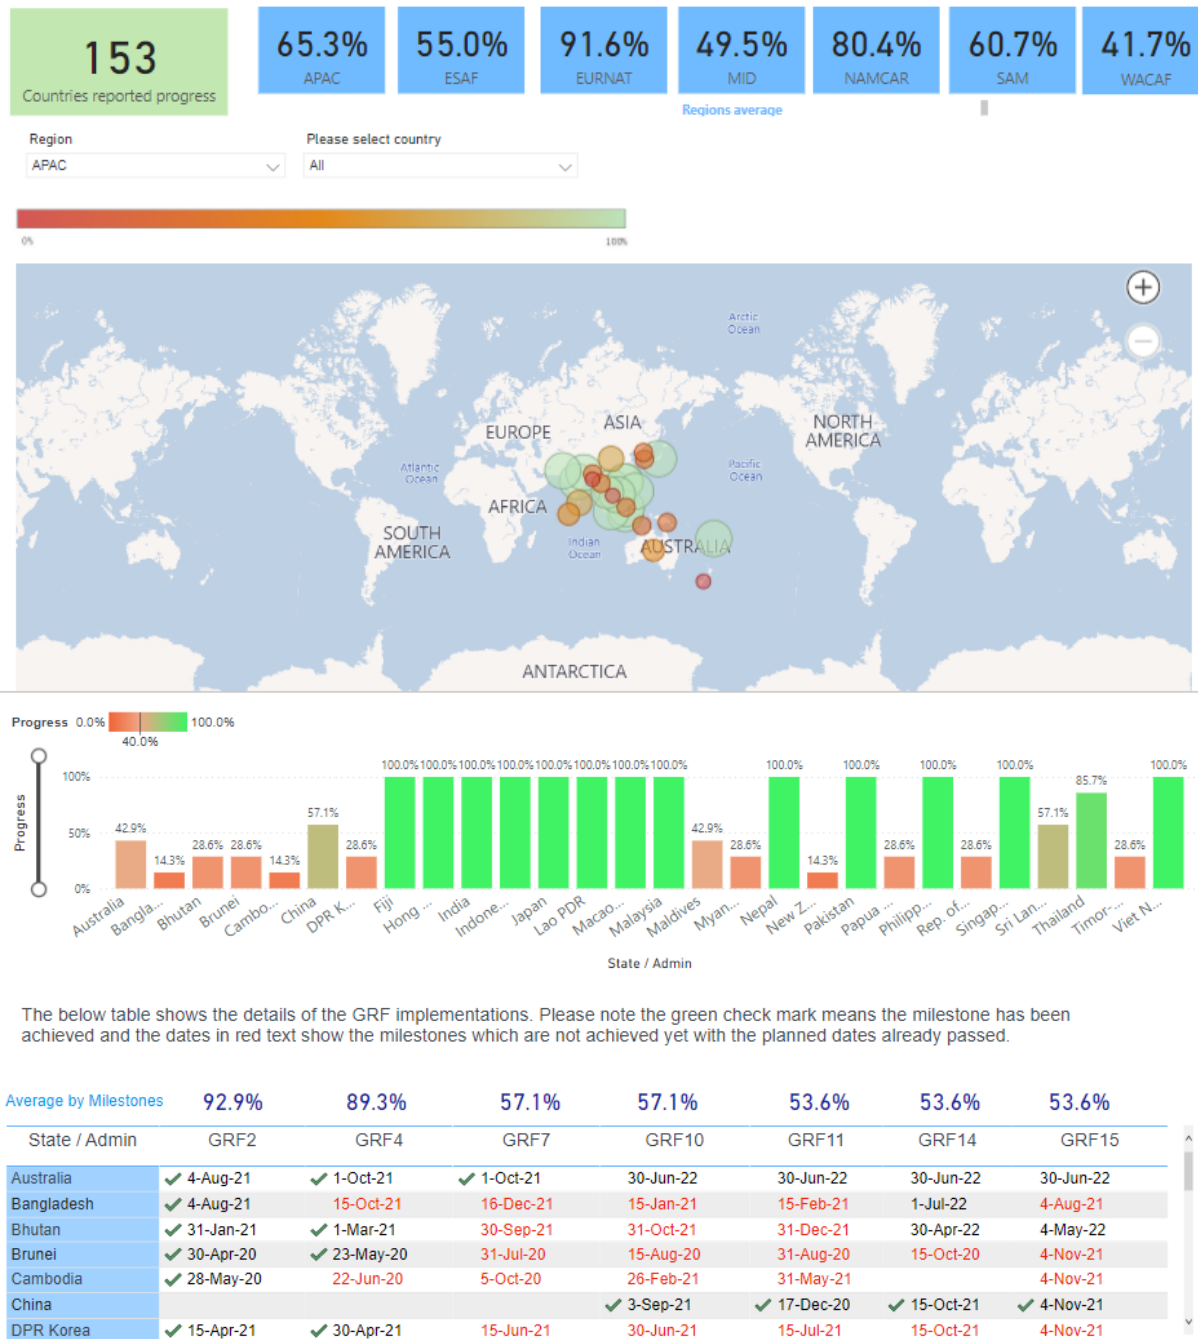 153
Countries reported progress
65.3%
APAC
55.0%
ESAF
91.6%
EURNAT
49.5%
MID
80.4%
NAMCAR
60.7%
SAM
41.7%
WACAF
Regions average
Region
APAC
Please select country
All
0%
100%
Arctic
Ocean
ASIA
EUROPE
NORTH
AMERICA
Atlantic
Ocean
Pacific
Ocean
AFRICA
SOUTH
AMERICA
Indian
Ocean
AUSTRALIA
ANTARCTICA
Progress 0.0% 100.0%
40.0%
Progress
100%
50%
0%
42.9% 14.3% 28.6% 28.6% 14.3% 57.1% 28.6% 100.0% 100.0% 100.0% 100.0% 100.0% 100.0% 100.0% 100.0% 42.9% 28.6% 100.0% 14.3% 100.0% 28.6% 100.0% 28.6% 100.0% 57.1% 85.7% 28.6% 100.0%
Australia Bangla... Bhutan Brunei Cambo... China DPR K... Fiji Hong ... India Indone... Japan Lao PDR Macao... Malaysia Maldives Myan... Nepal New Z... Pakistan Papua ... Philipp... Rep. of... Singap... Sri Lan... Thailand Timor-... Viet N...
State / Admin
The below table shows the details of the GRF implementations. Please note the green check mark means the milestone has been
achieved and the dates in red text show the milestones which are not achieved yet with the planned dates already passed.
Average by Milestones 92.9% 89.3% 57.1% 57.1% 53.6% 53.6% 53.6%
State / Admin GRF2 GRF4 GRF7 GRF10 GRF11 GRF14 GRF15
Australia ✓ 4-Aug-21 ✓ 1-Oct-21 ✓ 1-Oct-21 30-Jun-22 30-Jun-22 30-Jun-22 30-Jun-22
Bangladesh ✓ 4-Aug-21 15-Oct-21 16-Dec-21 15-Jan-21 15-Feb-21 1-Jul-22 4-Aug-21
Bhutan ✓ 31-Jan-21 ✓ 1-Mar-21 30-Sep-21 31-Oct-21 31-Dec-21 30-Apr-22 4-May-22
Brunei ✓ 30-Apr-20 ✓ 23-May-20 31-Jul-20 15-Aug-20 31-Aug-20 15-Oct-20 4-Nov-21
Cambodia ✓ 28-May-20 22-Jun-20 5-Oct-20 26-Feb-21 31-May-21 4-Nov-21
China ✓ 3-Sep-21 ✓ 17-Dec-20 ✓ 15-Oct-21 ✓ 4-Nov-21
DPR Korea ✓ 15-Apr-21 ✓ 30-Apr-21 15-Jun-21 30-Jun-21 15-Jul-21 15-Oct-21 4-Nov-21